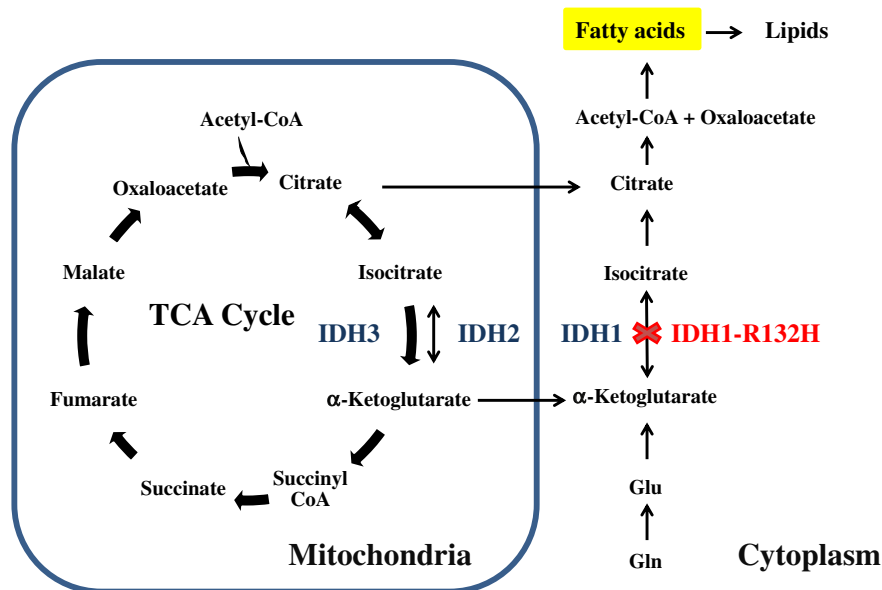 Fatty acids
Lipids
Acetyl-CoA + Oxaloacetate
Acetyl-CoA
Oxaloacetate
Citrate
Citrate
Malate
Isocitrate
Isocitrate
TCA Cycle
IDH3
IDH2
IDH1
IDH1-R132H
Fumarate
α-Ketoglutarate
α-Ketoglutarate
Succinate
Succinyl
CoA
Glu
Mitochondria
Gln
Cytoplasm